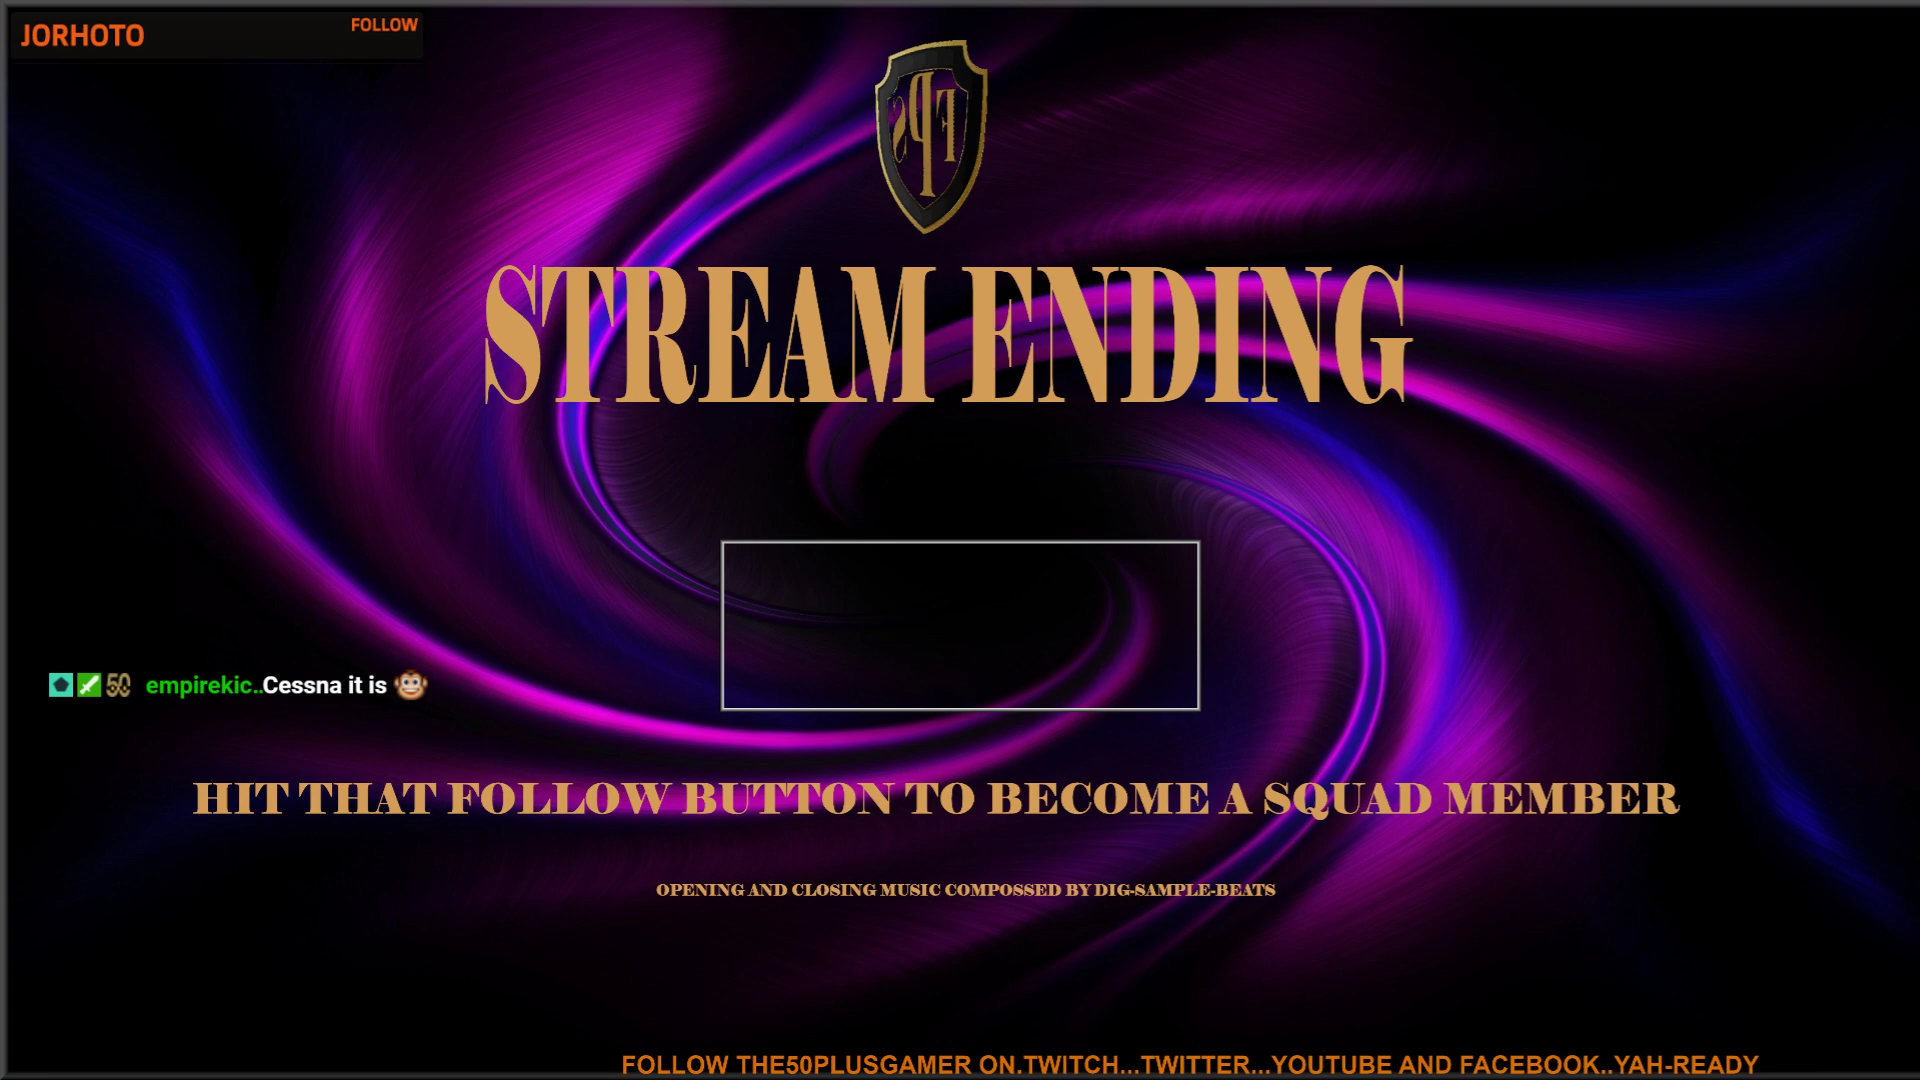 JORHOTO FOLLOW
STREAM ENDING
50 empirekic..Cessna it is
HIT THAT FOLLOW BUTTON TO BECOME A SQUAD MEMBER
OPENING AND CLOSING MUSIC COMPOSSED BY DIG-SAMPLE-BEATS
FOLLOW THE50PLUSGAMER ON.TWITCH...TWITTER...YOUTUBE AND FACEBOOK..YAH-READY